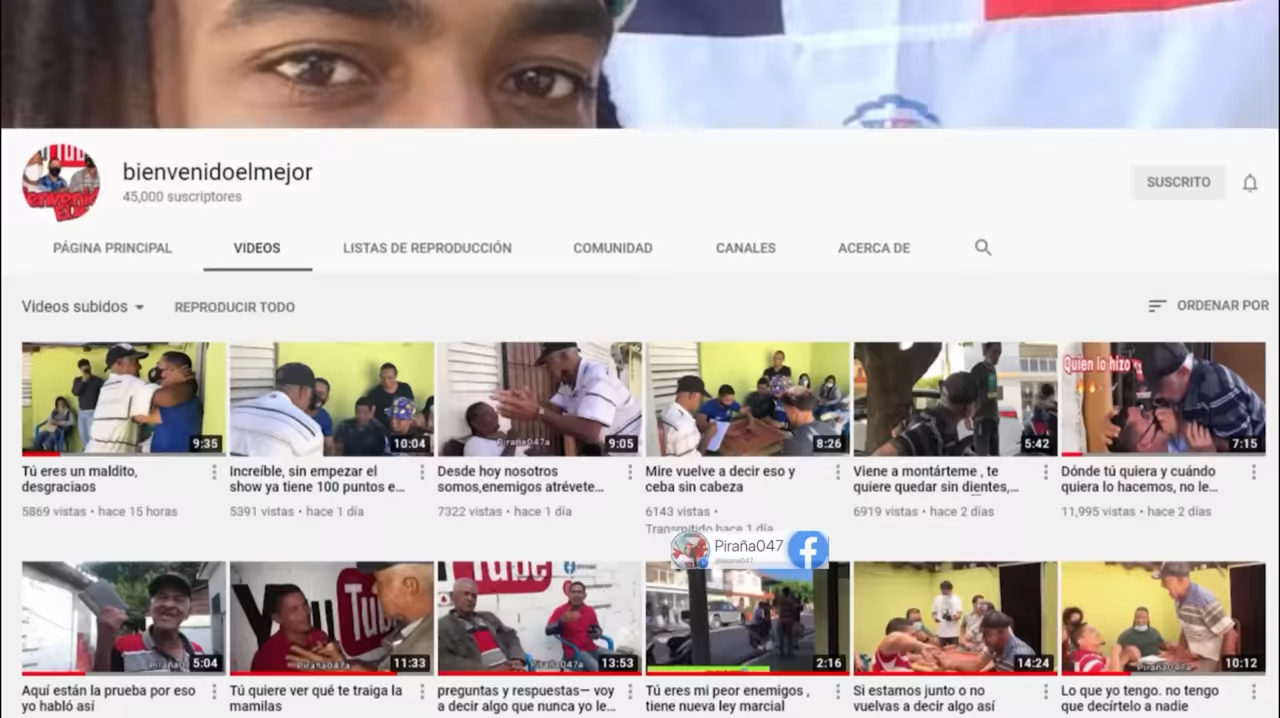 bienvenidoelmejor
45,000 suscriptores
SUSCRITO
PÁGINA PRINCIPAL VIDEOS LISTAS DE REPRODUCCIÓN COMUNIDAD CANALES ACERCA DE
Videos subidos REPRODUCIR TODO ORDENAR POR
Quien lo hizo
Piraña047a
9:35 10:04 9:05 8:26 5:42 7:15
Tú eres un maldito,
desgraciaos
5869 vistas • hace 15 horas
Increíble, sin empezar el
show ya tiene 100 puntos e...
5391 vistas • hace 1 día
Desde hoy nosotros
somos,enemigos atrévete...
7322 vistas • hace 1 día
Mire vuelve a decir eso y
ceba sin cabeza
6143 vistas •
Transmitido hace 1 día
Viene a montárteme , te
quiere quedar sin dientes,...
6919 vistas • hace 2 días
Dónde tú quiera y cuándo
quiera lo hacemos, no le...
11,995 vistas • hace 2 días
Piraña047
YouTube
Tube
Piraña047a
Piraña047a
Piraña047a
5:04 11:33 13:53 2:16 14:24 10:12
Aquí están la prueba por eso
yo habló así
Tú quiere ver qué te traiga la
mamilas
preguntas y respuestas— voy
a decir algo que nunca yo le...
Tú eres mi peor enemigos ,
tiene nueva ley marcial
Si estamos junto o no
vuelvas a decir algo así
Lo que yo tengo. no tengo
que decírtelo a nadie